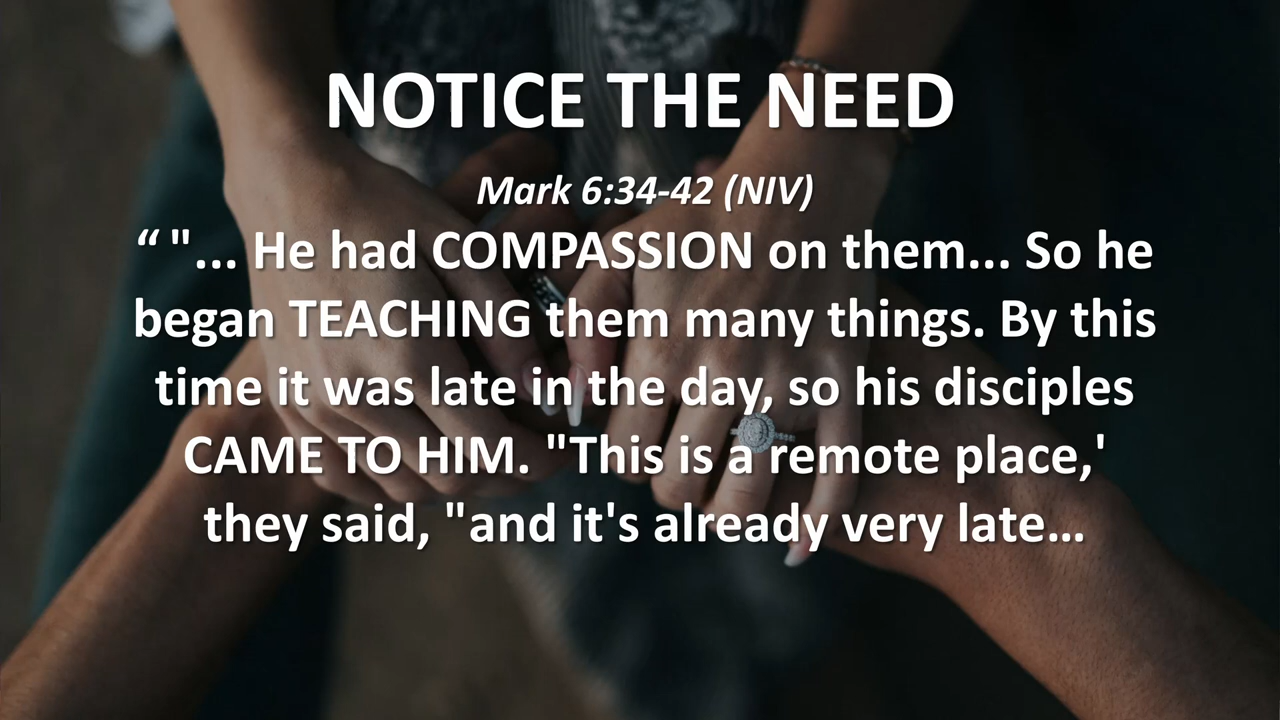 NOTICE THE NEED
Mark 6:34-42 (NIV)
“ "... He had COMPASSION on them... So he
began TEACHING them many things. By this
time it was late in the day, so his disciples
CAME TO HIM. "This is a remote place,'
they said, "and it's already very late...